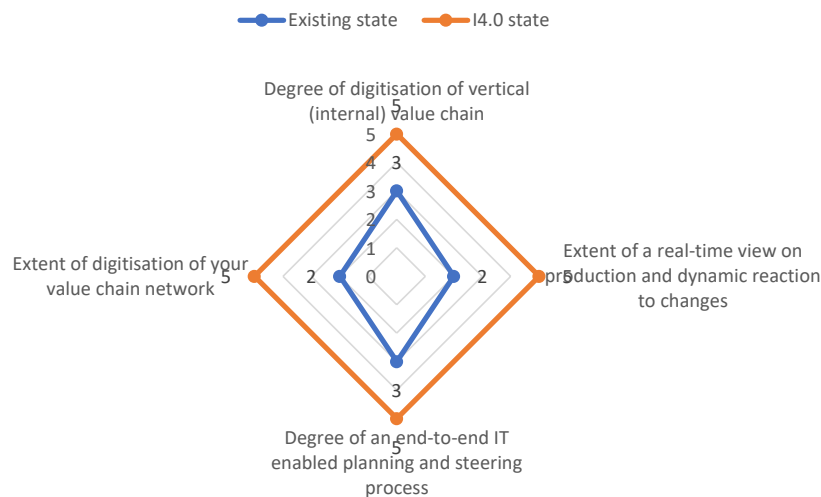 Existing state I4.0 state
Degree of digitisation of vertical
5
(internal) value chain
5
4 3
3
2
1
Extent of digitisation of your
value chain network
5 2 0 2 5
Extent of a real-time view on
production and dynamic reaction
to changes
3
Degree of an end-to-end IT
5
enabled planning and steering
process